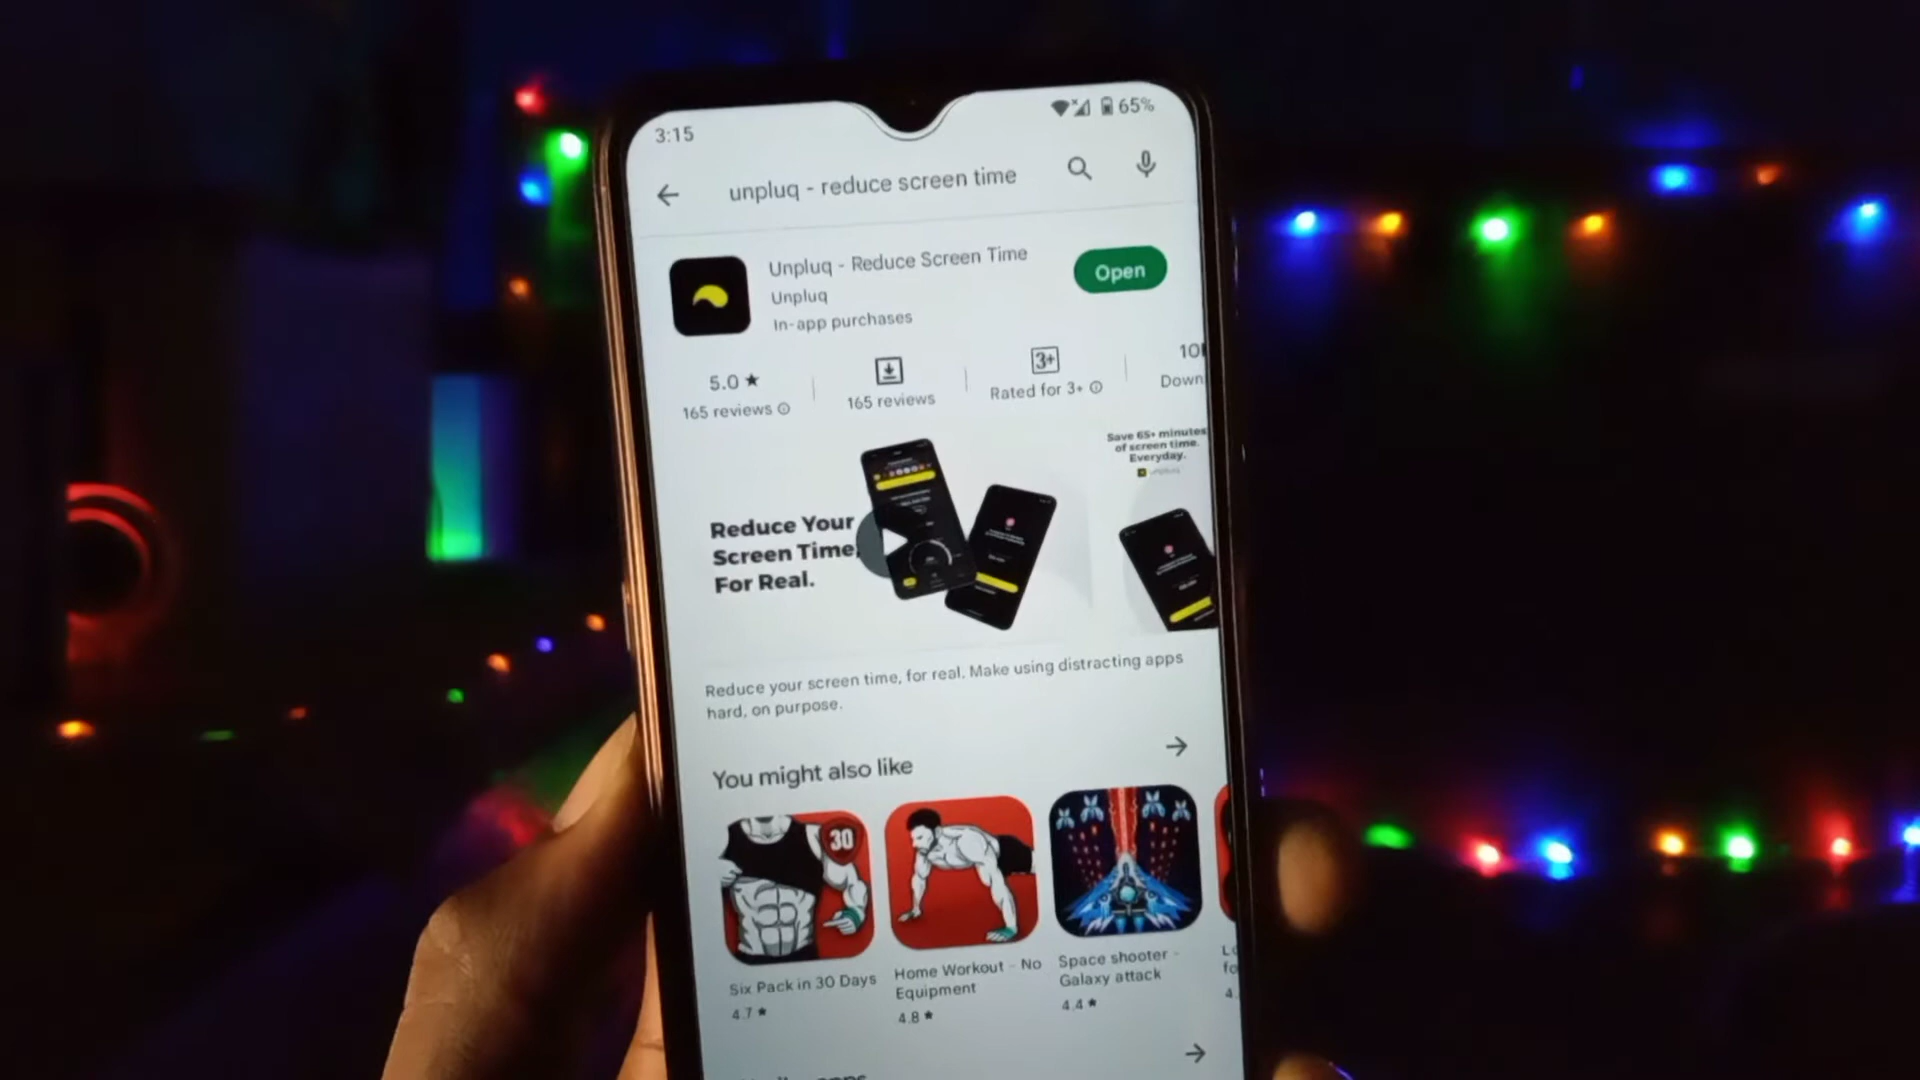 3:15
65%
unpluq - reduce screen time
Unpluq - Reduce Screen Time
Unpluq
In-app purchases
Open
5.0 ★
165 reviews
165 reviews
3+
Rated for 3+
10
Down
Reduce Your
Screen Time,
For Real.
Save 65+ minutes
of screen time.
Everyday.
Reduce your screen time, for real. Make using distracting apps
hard, on purpose.
You might also like
30
Six Pack in 30 Days
4.7 ★
Home Workout - No
Equipment
4.8 ★
Space shooter -
Galaxy attack
4.4 ★
fo
4.